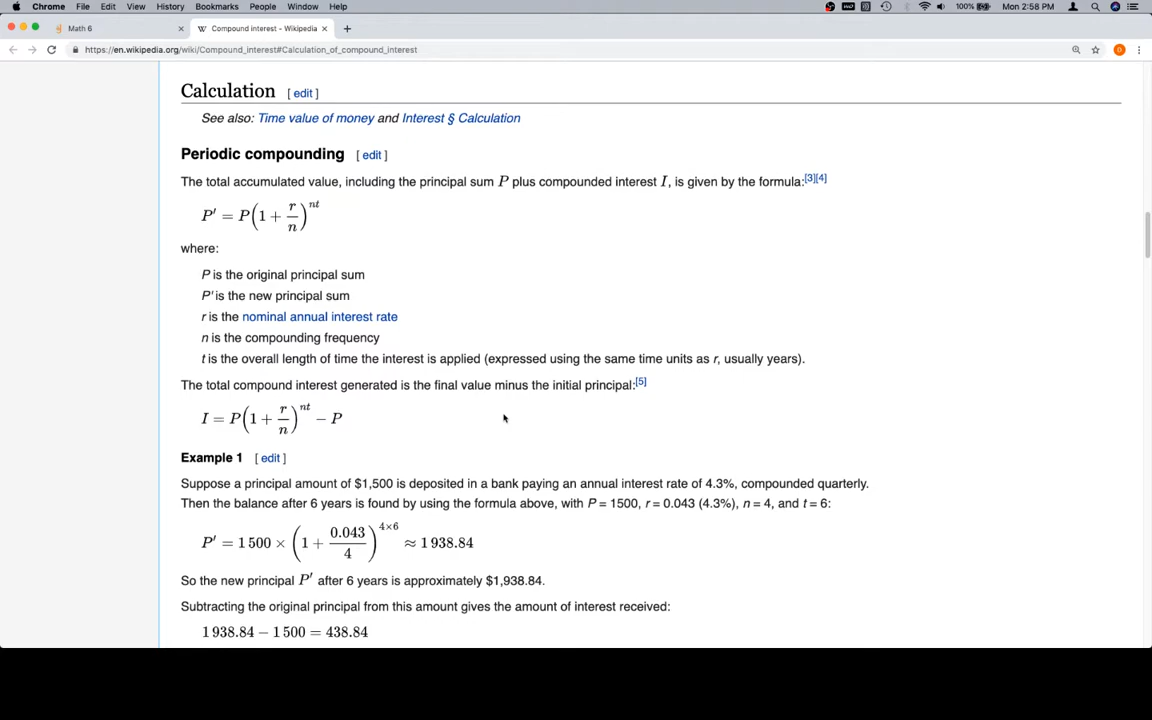 Chrome File Edit View History Bookmarks People Window Help 100% Mon 2:58 PM
Math 6 × W Compound interest - Wikipedia × +
https://en.wikipedia.org/wiki/Compound_interest#Calculation_of_compound_interest
Calculation [ edit ]
See also: Time value of money and Interest § Calculation
Periodic compounding [ edit ]
The total accumulated value, including the principal sum P plus compounded interest I, is given by the formula:[3][4]
P′ = P(1 + r/n)^nt
where:
P is the original principal sum
P' is the new principal sum
r is the nominal annual interest rate
n is the compounding frequency
t is the overall length of time the interest is applied (expressed using the same time units as r, usually years).
The total compound interest generated is the final value minus the initial principal:[5]
I = P(1 + r/n)^nt − P
Example 1 [ edit ]
Suppose a principal amount of $1,500 is deposited in a bank paying an annual interest rate of 4.3%, compounded quarterly.
Then the balance after 6 years is found by using the formula above, with P = 1500, r = 0.043 (4.3%), n = 4, and t = 6:
P′ = 1 500 × (1 + 0.043/4)^4×6 ≈ 1 938.84
So the new principal P′ after 6 years is approximately $1,938.84.
Subtracting the original principal from this amount gives the amount of interest received:
1 938.84 − 1 500 = 438.84